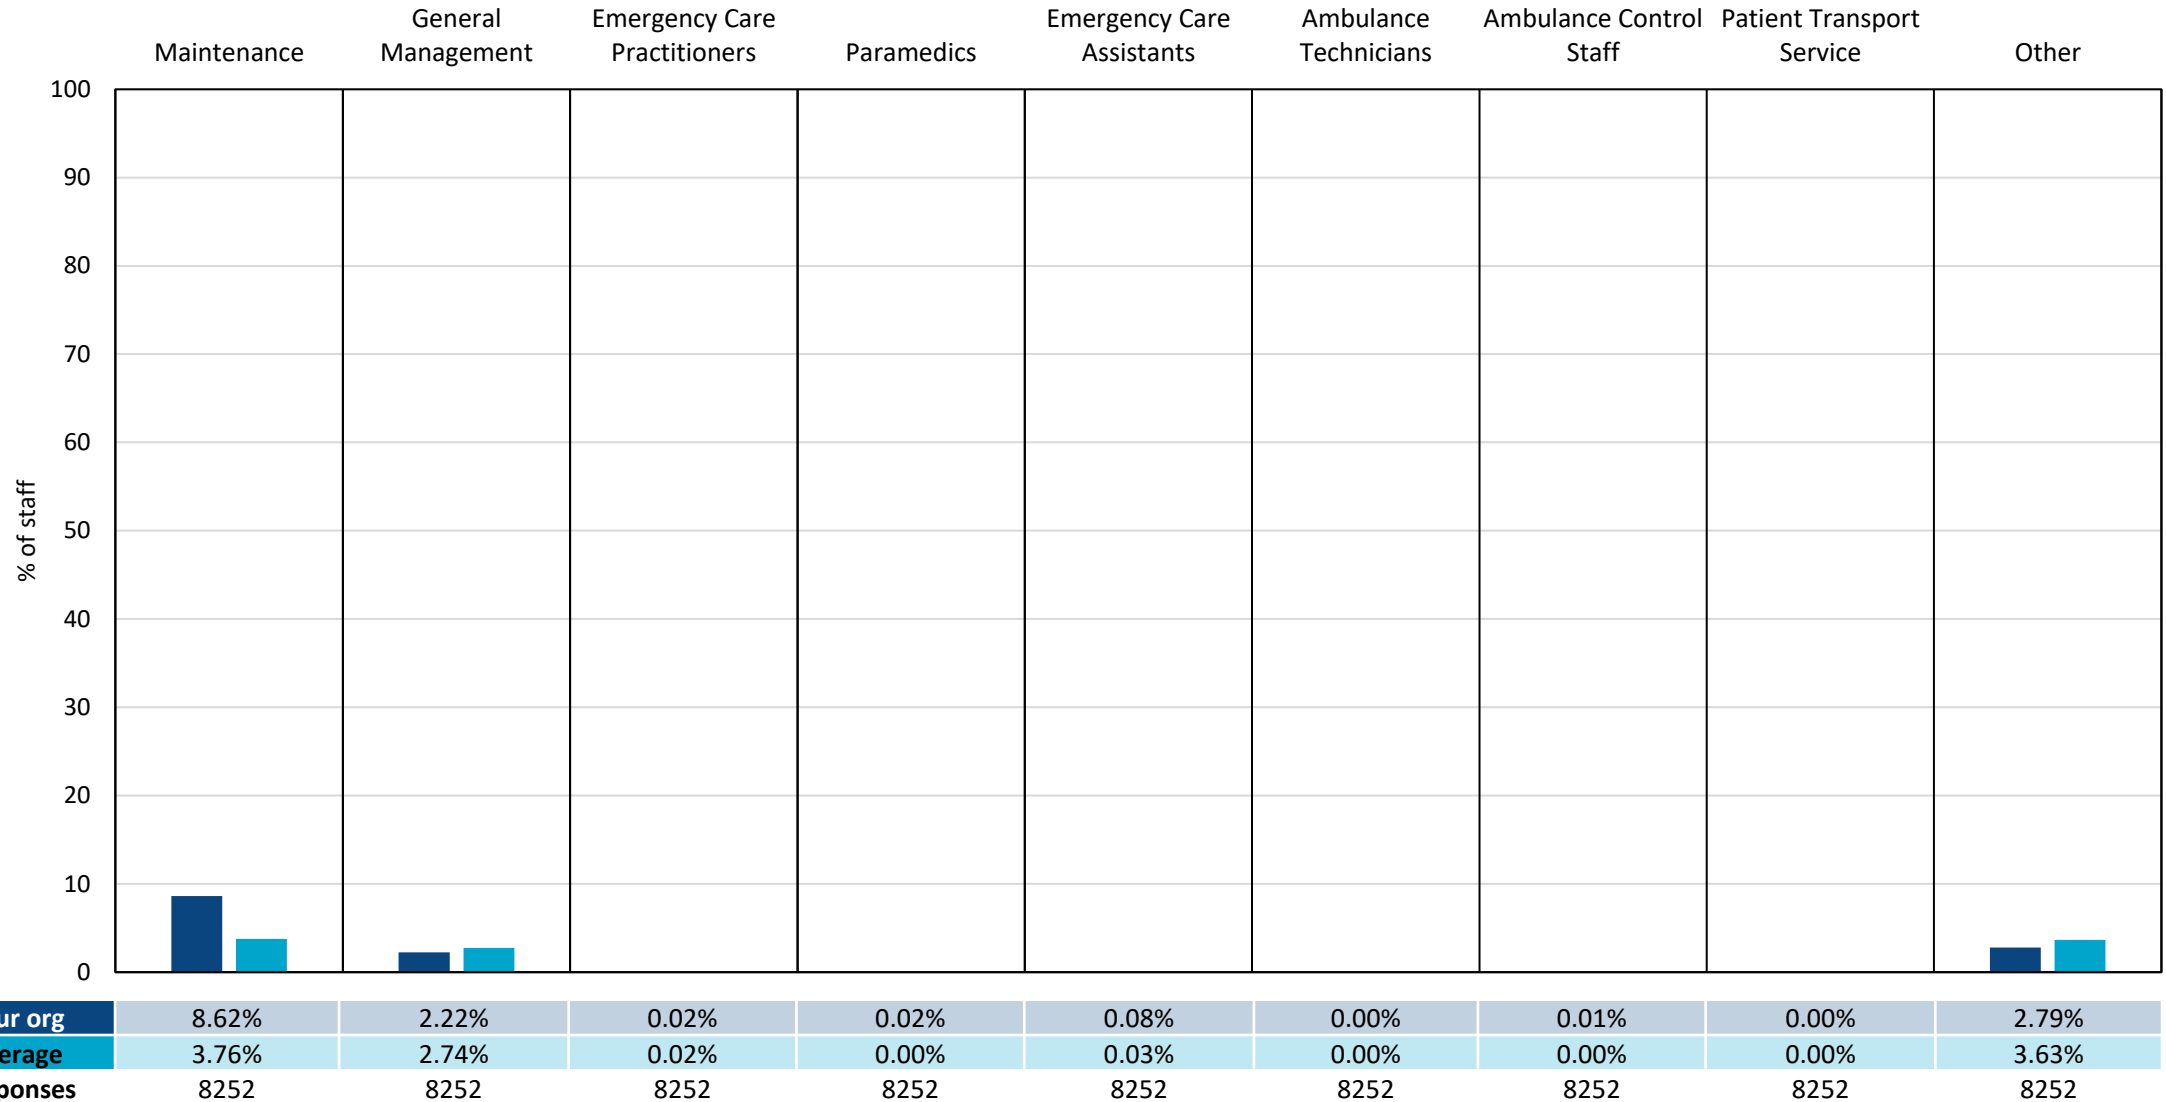 Maintenance
General
Management
Emergency Care
Practitioners
Paramedics
Emergency Care
Assistants
Ambulance
Technicians
Ambulance Control
Staff
Patient Transport
Service
Other
% of staff
100
90
80
70
60
50
40
30
20
10
0
ur org 8.62% 2.22% 0.02% 0.02% 0.08% 0.00% 0.01% 0.00% 2.79%
erage 3.76% 2.74% 0.02% 0.00% 0.03% 0.00% 0.00% 0.00% 3.63%
ponses 8252 8252 8252 8252 8252 8252 8252 8252 8252